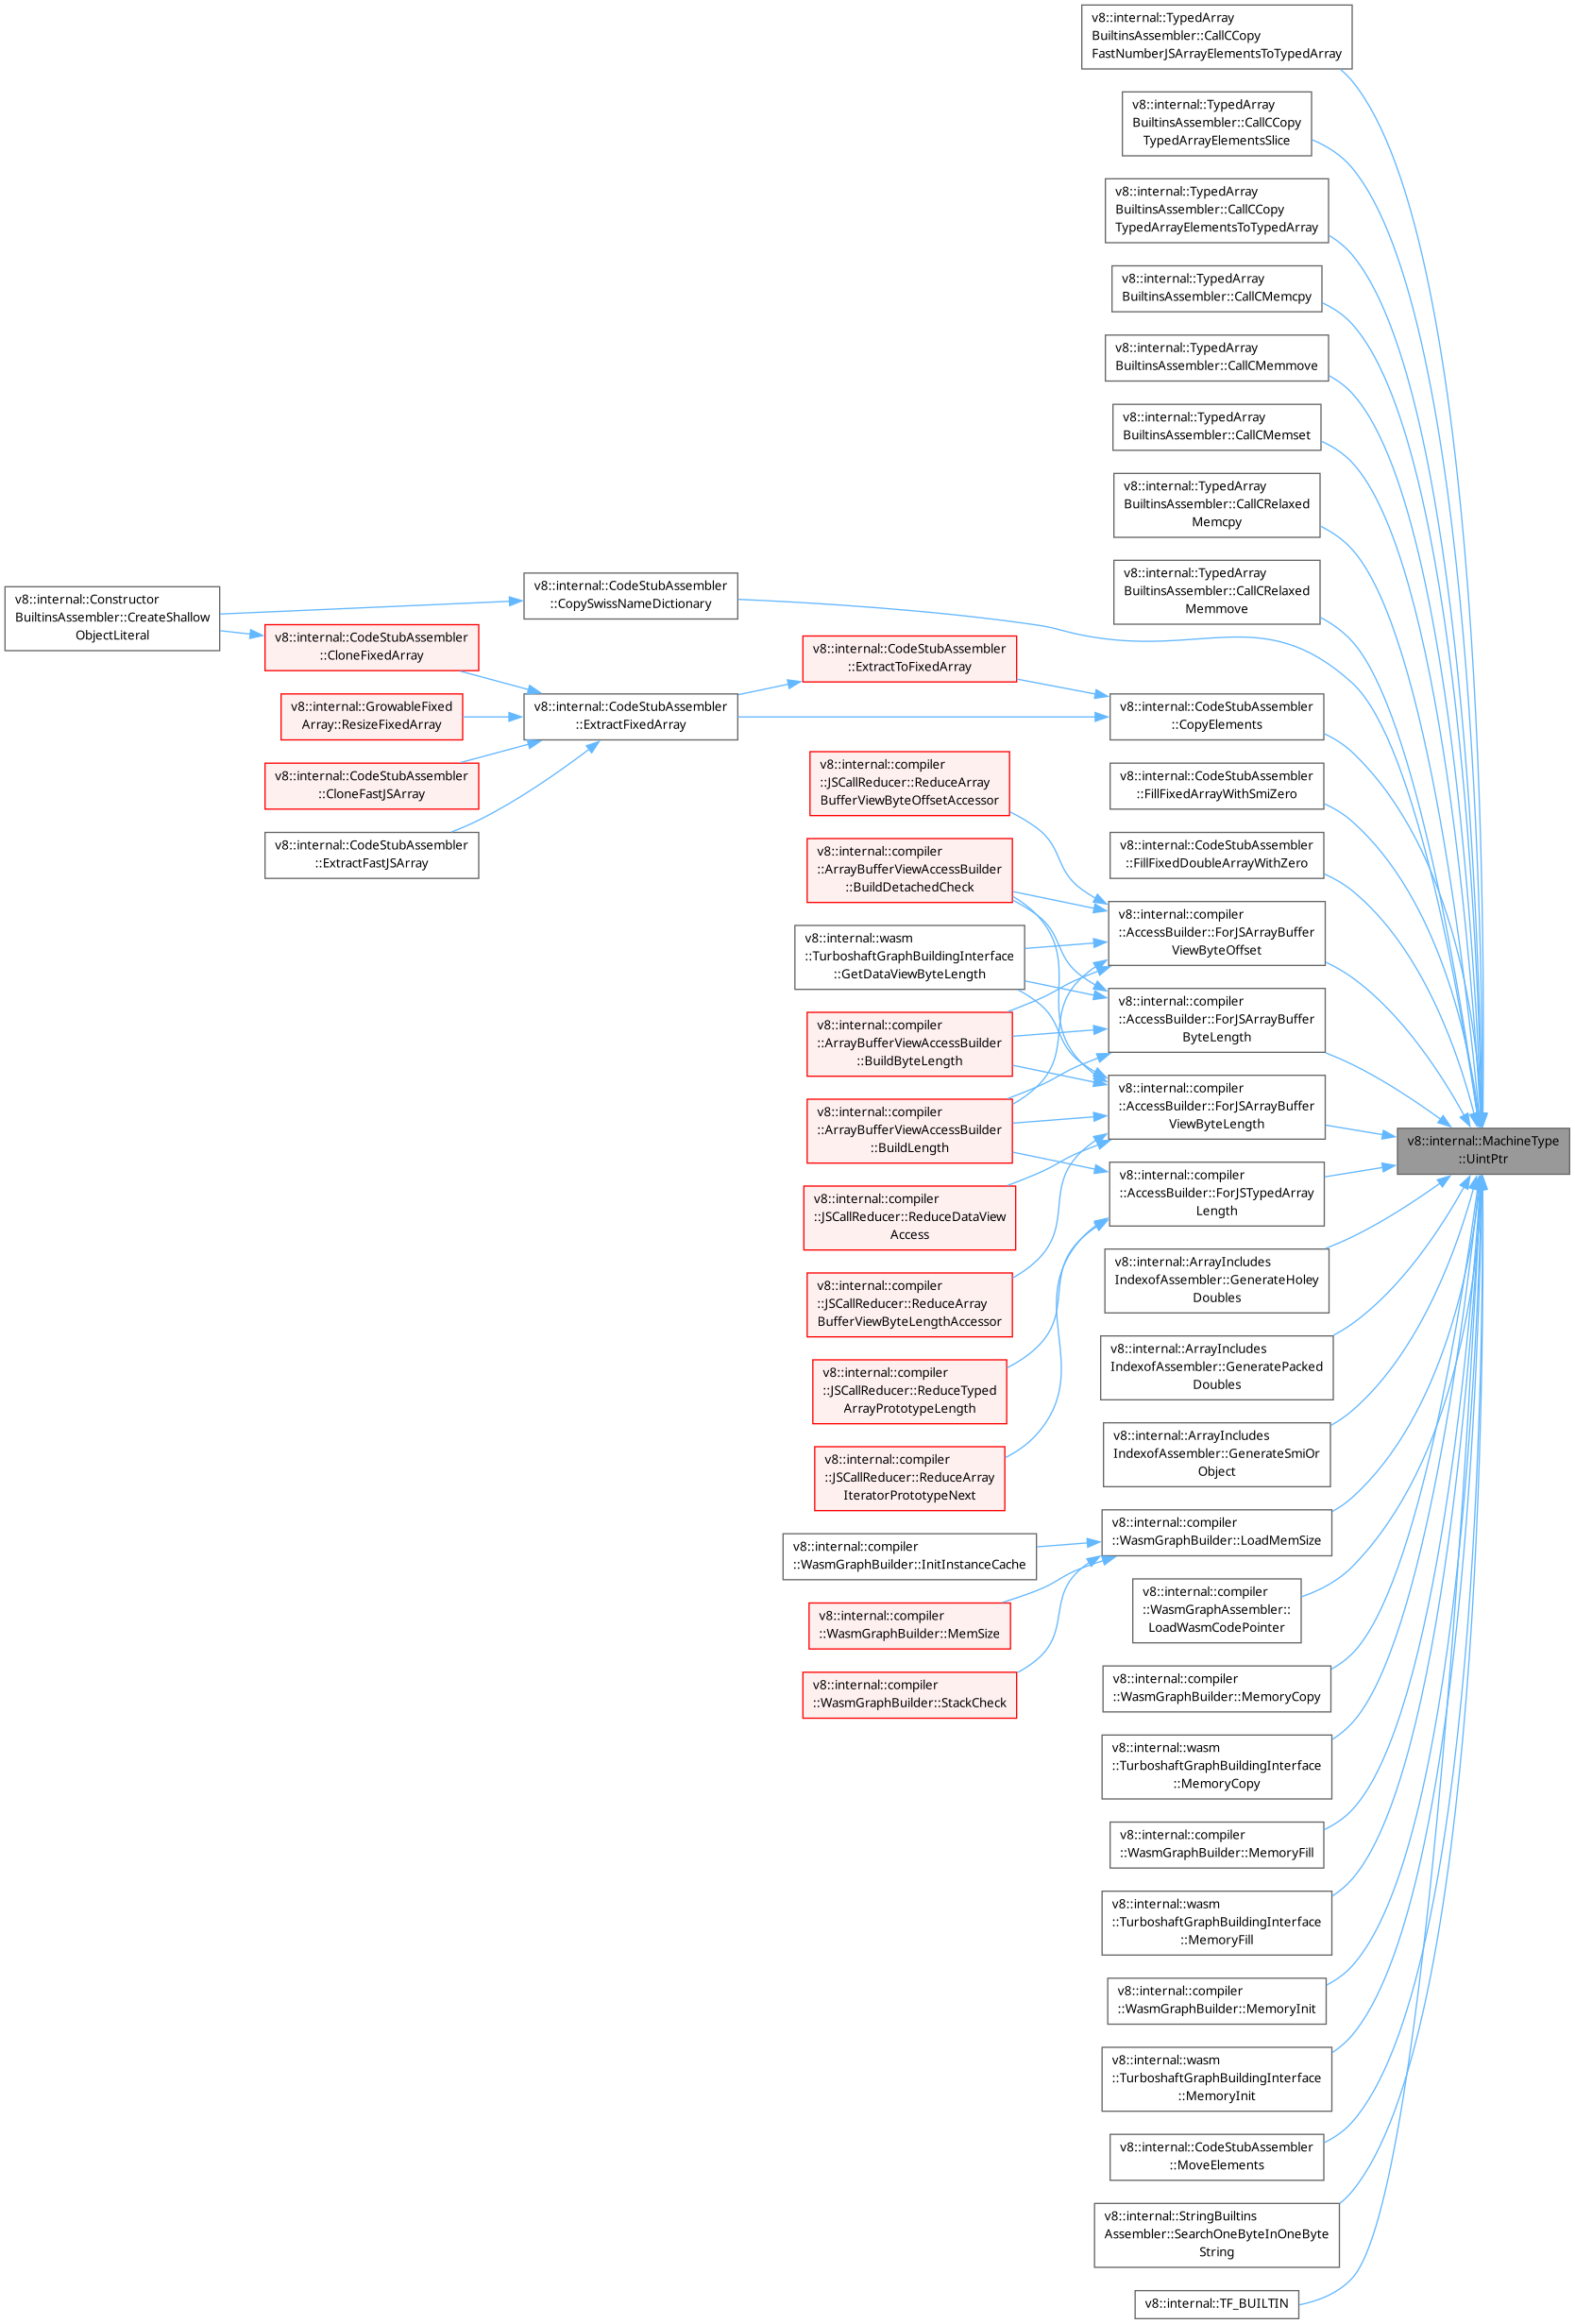 v8::internal::TypedArray
BuiltinsAssembler::CallCCopy
FastNumberJSArrayElementsToTypedArray
v8::internal::TypedArray
BuiltinsAssembler::CallCCopy
TypedArrayElementsSlice
v8::internal::TypedArray
BuiltinsAssembler::CallCCopy
TypedArrayElementsToTypedArray
v8::internal::TypedArray
BuiltinsAssembler::CallCMemcpy
v8::internal::TypedArray
BuiltinsAssembler::CallCMemmove
v8::internal::TypedArray
BuiltinsAssembler::CallCMemset
v8::internal::TypedArray
BuiltinsAssembler::CallCRelaxed
Memcpy
v8::internal::TypedArray
BuiltinsAssembler::CallCRelaxed
Memmove
v8::internal::Constructor
BuiltinsAssembler::CreateShallow
ObjectLiteral
v8::internal::CodeStubAssembler
::CopySwissNameDictionary
v8::internal::CodeStubAssembler
::CloneFixedArray
v8::internal::CodeStubAssembler
::ExtractToFixedArray
v8::internal::GrowableFixed
Array::ResizeFixedArray
v8::internal::CodeStubAssembler
::ExtractFixedArray
v8::internal::CodeStubAssembler
::CopyElements
v8::internal::CodeStubAssembler
::CloneFastJSArray
v8::internal::CodeStubAssembler
::ExtractFastJSArray
v8::internal::compiler
::JSCallReducer::ReduceArray
BufferViewByteOffsetAccessor
v8::internal::CodeStubAssembler
::FillFixedArrayWithSmiZero
v8::internal::compiler
::ArrayBufferViewAccessBuilder
::BuildDetachedCheck
v8::internal::CodeStubAssembler
::FillFixedDoubleArrayWithZero
v8::internal::wasm
::TurboshaftGraphBuildingInterface
::GetDataViewByteLength
v8::internal::compiler
::AccessBuilder::ForJSArrayBuffer
ViewByteOffset
v8::internal::compiler
::ArrayBufferViewAccessBuilder
::BuildByteLength
v8::internal::compiler
::AccessBuilder::ForJSArrayBuffer
ByteLength
v8::internal::compiler
::ArrayBufferViewAccessBuilder
::BuildLength
v8::internal::compiler
::AccessBuilder::ForJSArrayBuffer
ViewByteLength
v8::internal::MachineType
::UintPtr
v8::internal::compiler
::JSCallReducer::ReduceDataView
Access
v8::internal::compiler
::AccessBuilder::ForJSTypedArray
Length
v8::internal::compiler
::JSCallReducer::ReduceArray
BufferViewByteLengthAccessor
v8::internal::ArrayIncludes
IndexofAssembler::GenerateHoley
Doubles
v8::internal::compiler
::JSCallReducer::ReduceTyped
ArrayPrototypeLength
v8::internal::ArrayIncludes
IndexofAssembler::GeneratePacked
Doubles
v8::internal::compiler
::JSCallReducer::ReduceArray
IteratorPrototypeNext
v8::internal::ArrayIncludes
IndexofAssembler::GenerateSmiOr
Object
v8::internal::compiler
::WasmGraphBuilder::InitInstanceCache
v8::internal::compiler
::WasmGraphBuilder::LoadMemSize
v8::internal::compiler
::WasmGraphBuilder::MemSize
v8::internal::compiler
::WasmGraphAssembler::
LoadWasmCodePointer
v8::internal::compiler
::WasmGraphBuilder::StackCheck
v8::internal::compiler
::WasmGraphBuilder::MemoryCopy
v8::internal::wasm
::TurboshaftGraphBuildingInterface
::MemoryCopy
v8::internal::compiler
::WasmGraphBuilder::MemoryFill
v8::internal::wasm
::TurboshaftGraphBuildingInterface
::MemoryFill
v8::internal::compiler
::WasmGraphBuilder::MemoryInit
v8::internal::wasm
::TurboshaftGraphBuildingInterface
::MemoryInit
v8::internal::CodeStubAssembler
::MoveElements
v8::internal::StringBuiltins
Assembler::SearchOneByteInOneByte
String
v8::internal::TF_BUILTIN